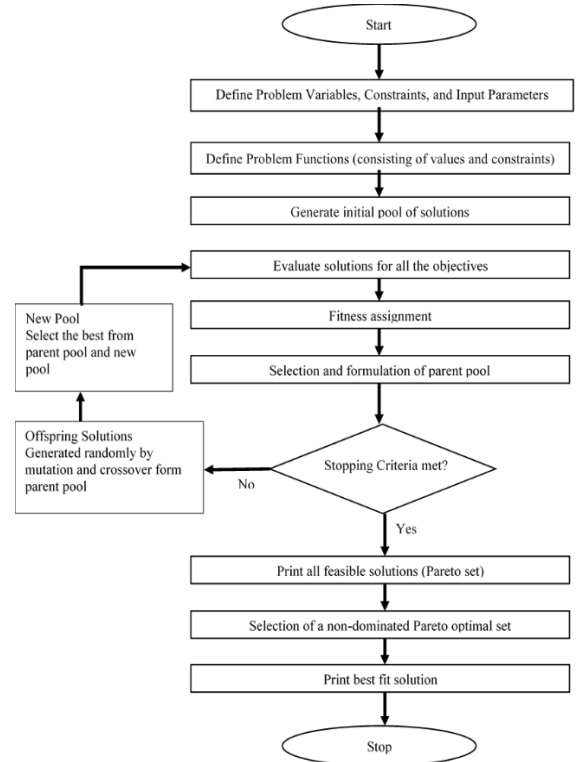 Start
Define Problem Variables, Constraints, and Input Parameters
Define Problem Functions (consisting of values and constraints)
Generate initial pool of solutions
Evaluate solutions for all the objectives
Fitness assignment
Selection and formulation of parent pool
Stopping Criteria met?
No
Offspring Solutions
Generated randomly by
mutation and crossover form
parent pool
New Pool
Select the best from
parent pool and new
pool
Yes
Print all feasible solutions (Pareto set)
Selection of a non-dominated Pareto optimal set
Print best fit solution
Stop